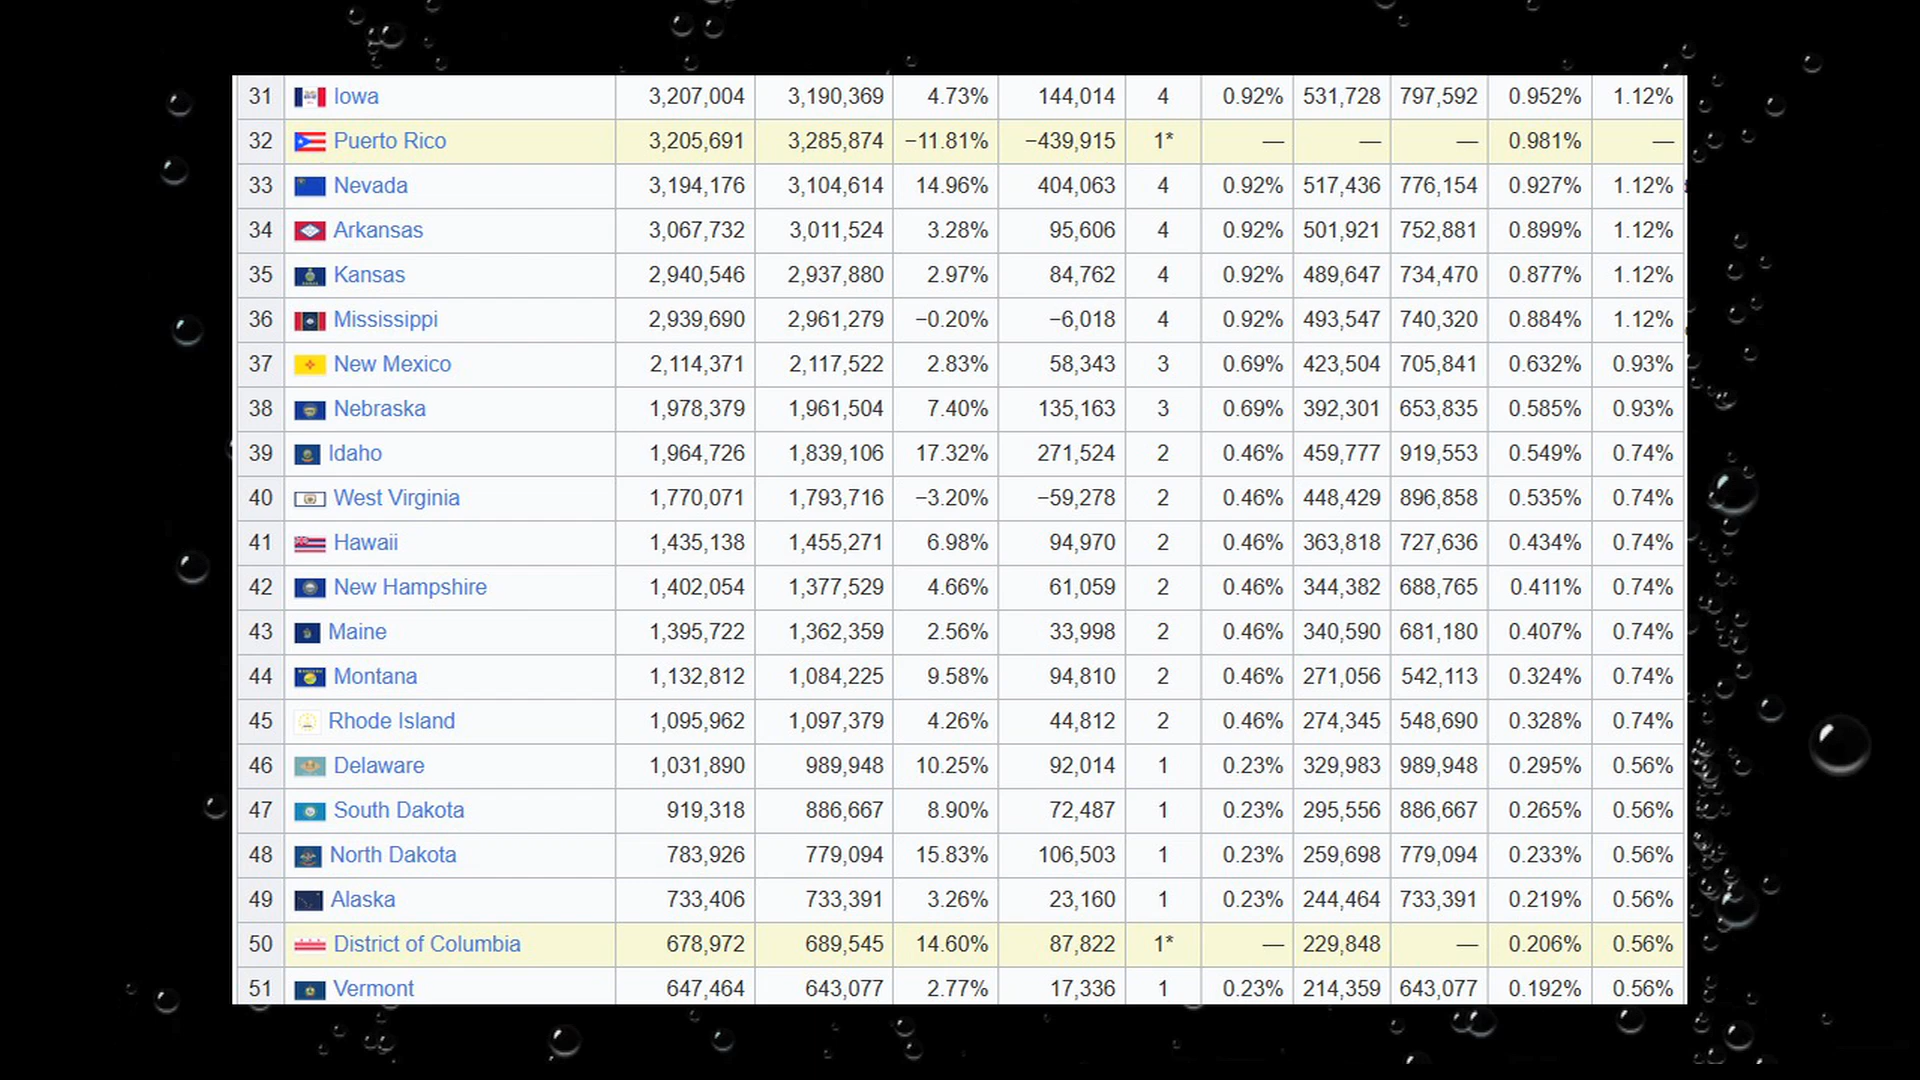 31 Iowa 3,207,004 3,190,369 4.73% 144,014 4 0.92% 531,728 797,592 0.952% 1.12%
32 Puerto Rico 3,205,691 3,285,874 −11.81% −439,915 1* — — — 0.981% —
33 Nevada 3,194,176 3,104,614 14.96% 404,063 4 0.92% 517,436 776,154 0.927% 1.12%
34 Arkansas 3,067,732 3,011,524 3.28% 95,606 4 0.92% 501,921 752,881 0.899% 1.12%
35 Kansas 2,940,546 2,937,880 2.97% 84,762 4 0.92% 489,647 734,470 0.877% 1.12%
36 Mississippi 2,939,690 2,961,279 −0.20% −6,018 4 0.92% 493,547 740,320 0.884% 1.12%
37 New Mexico 2,114,371 2,117,522 2.83% 58,343 3 0.69% 423,504 705,841 0.632% 0.93%
38 Nebraska 1,978,379 1,961,504 7.40% 135,163 3 0.69% 392,301 653,835 0.585% 0.93%
39 Idaho 1,964,726 1,839,106 17.32% 271,524 2 0.46% 459,777 919,553 0.549% 0.74%
40 West Virginia 1,770,071 1,793,716 −3.20% −59,278 2 0.46% 448,429 896,858 0.535% 0.74%
41 Hawaii 1,435,138 1,455,271 6.98% 94,970 2 0.46% 363,818 727,636 0.434% 0.74%
42 New Hampshire 1,402,054 1,377,529 4.66% 61,059 2 0.46% 344,382 688,765 0.411% 0.74%
43 Maine 1,395,722 1,362,359 2.56% 33,998 2 0.46% 340,590 681,180 0.407% 0.74%
44 Montana 1,132,812 1,084,225 9.58% 94,810 2 0.46% 271,056 542,113 0.324% 0.74%
45 Rhode Island 1,095,962 1,097,379 4.26% 44,812 2 0.46% 274,345 548,690 0.328% 0.74%
46 Delaware 1,031,890 989,948 10.25% 92,014 1 0.23% 329,983 989,948 0.295% 0.56%
47 South Dakota 919,318 886,667 8.90% 72,487 1 0.23% 295,556 886,667 0.265% 0.56%
48 North Dakota 783,926 779,094 15.83% 106,503 1 0.23% 259,698 779,094 0.233% 0.56%
49 Alaska 733,406 733,391 3.26% 23,160 1 0.23% 244,464 733,391 0.219% 0.56%
50 District of Columbia 678,972 689,545 14.60% 87,822 1* — 229,848 — 0.206% 0.56%
51 Vermont 647,464 643,077 2.77% 17,336 1 0.23% 214,359 643,077 0.192% 0.56%